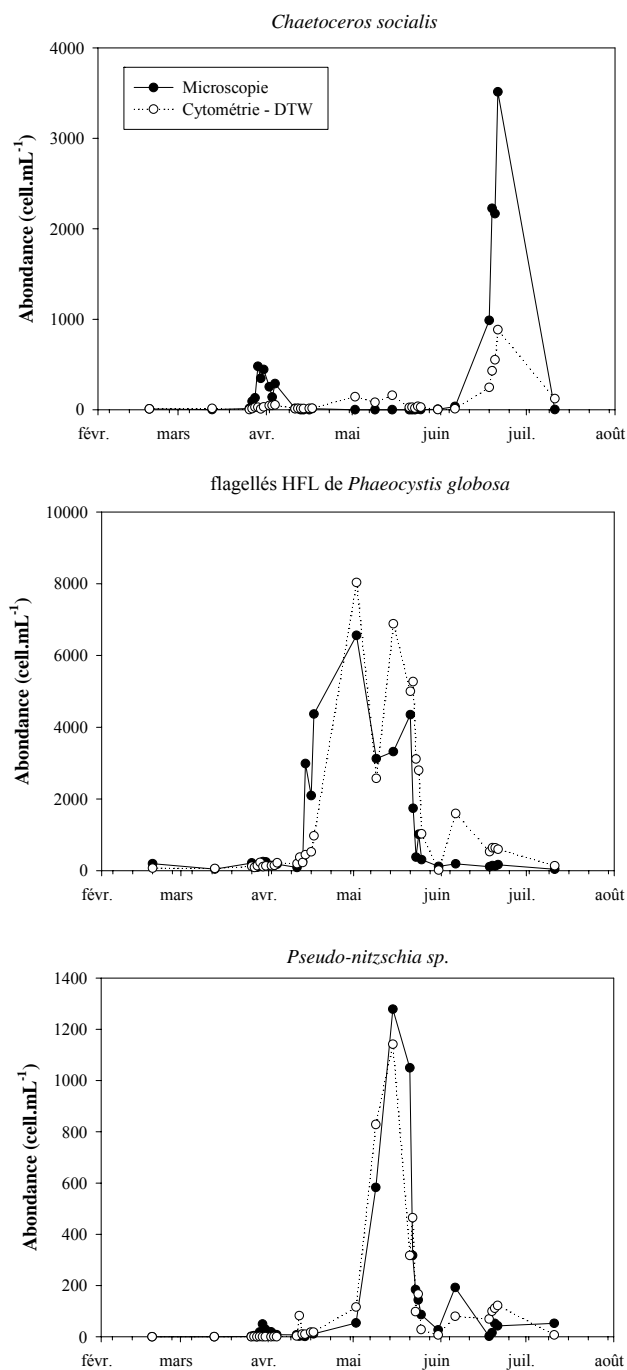 Chaetoceros socialis
4000
3000
2000
1000
0
Abondance (cell.mL-1)
Microscopie
Cytométrie - DTW
févr. mars avr. mai juin juil. août
flagellés HFL de Phaeocystis globosa
10000
8000
6000
4000
2000
0
Abondance (cell.mL-1)
févr. mars avr. mai juin juil. août
Pseudo-nitzschia sp.
1400
1200
1000
800
600
400
200
0
Abondance (cell.mL-1)
févr. mars avr. mai juin juil. août